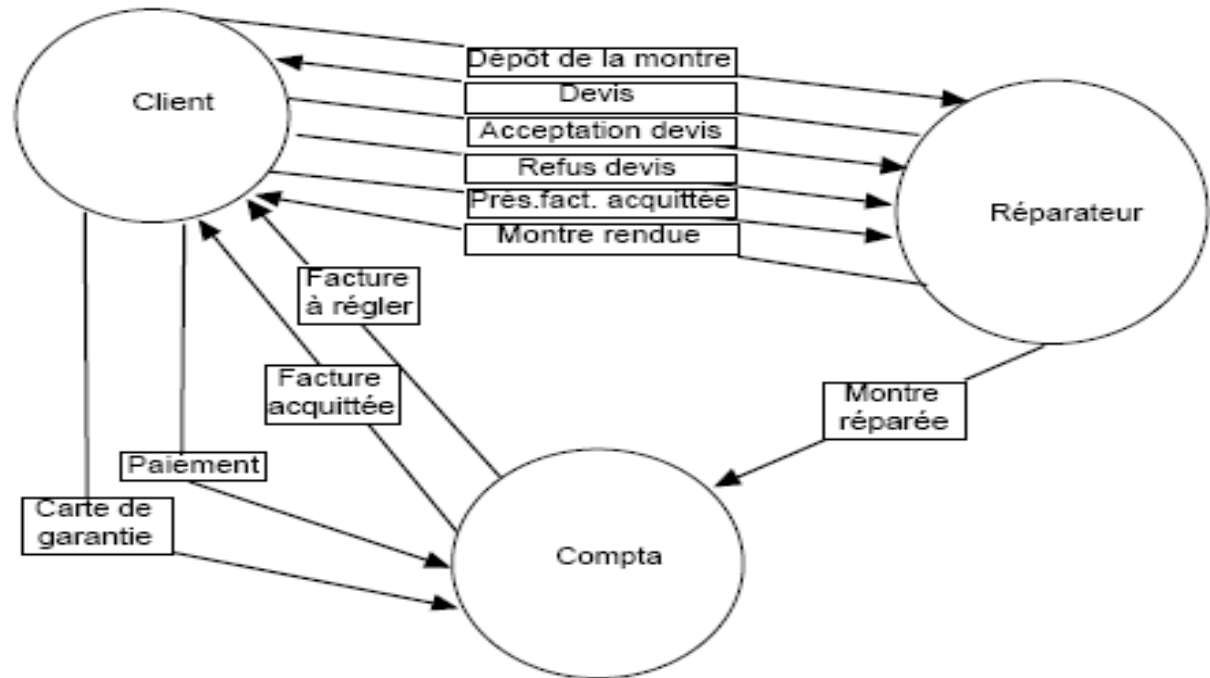 Dépôt de la montre
Devis
Client
Acceptation devis
Refus devis
Prés.fact. acquittée
Réparateur
Montre rendue
Facture
à régler
Facture
acquittée
Montre
réparée
Paiement
Carte de
garantie
Compta